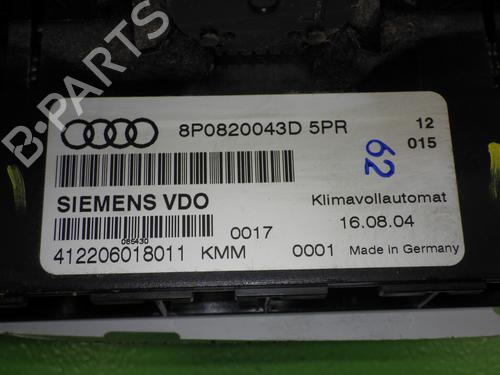 8P0820043D 5PR
12
015
62
SIEMENS VDO
Klimavollautomat
0017
16.08.04
085430
412206018011 KMM
0001 Made in Germany
B-PARTS